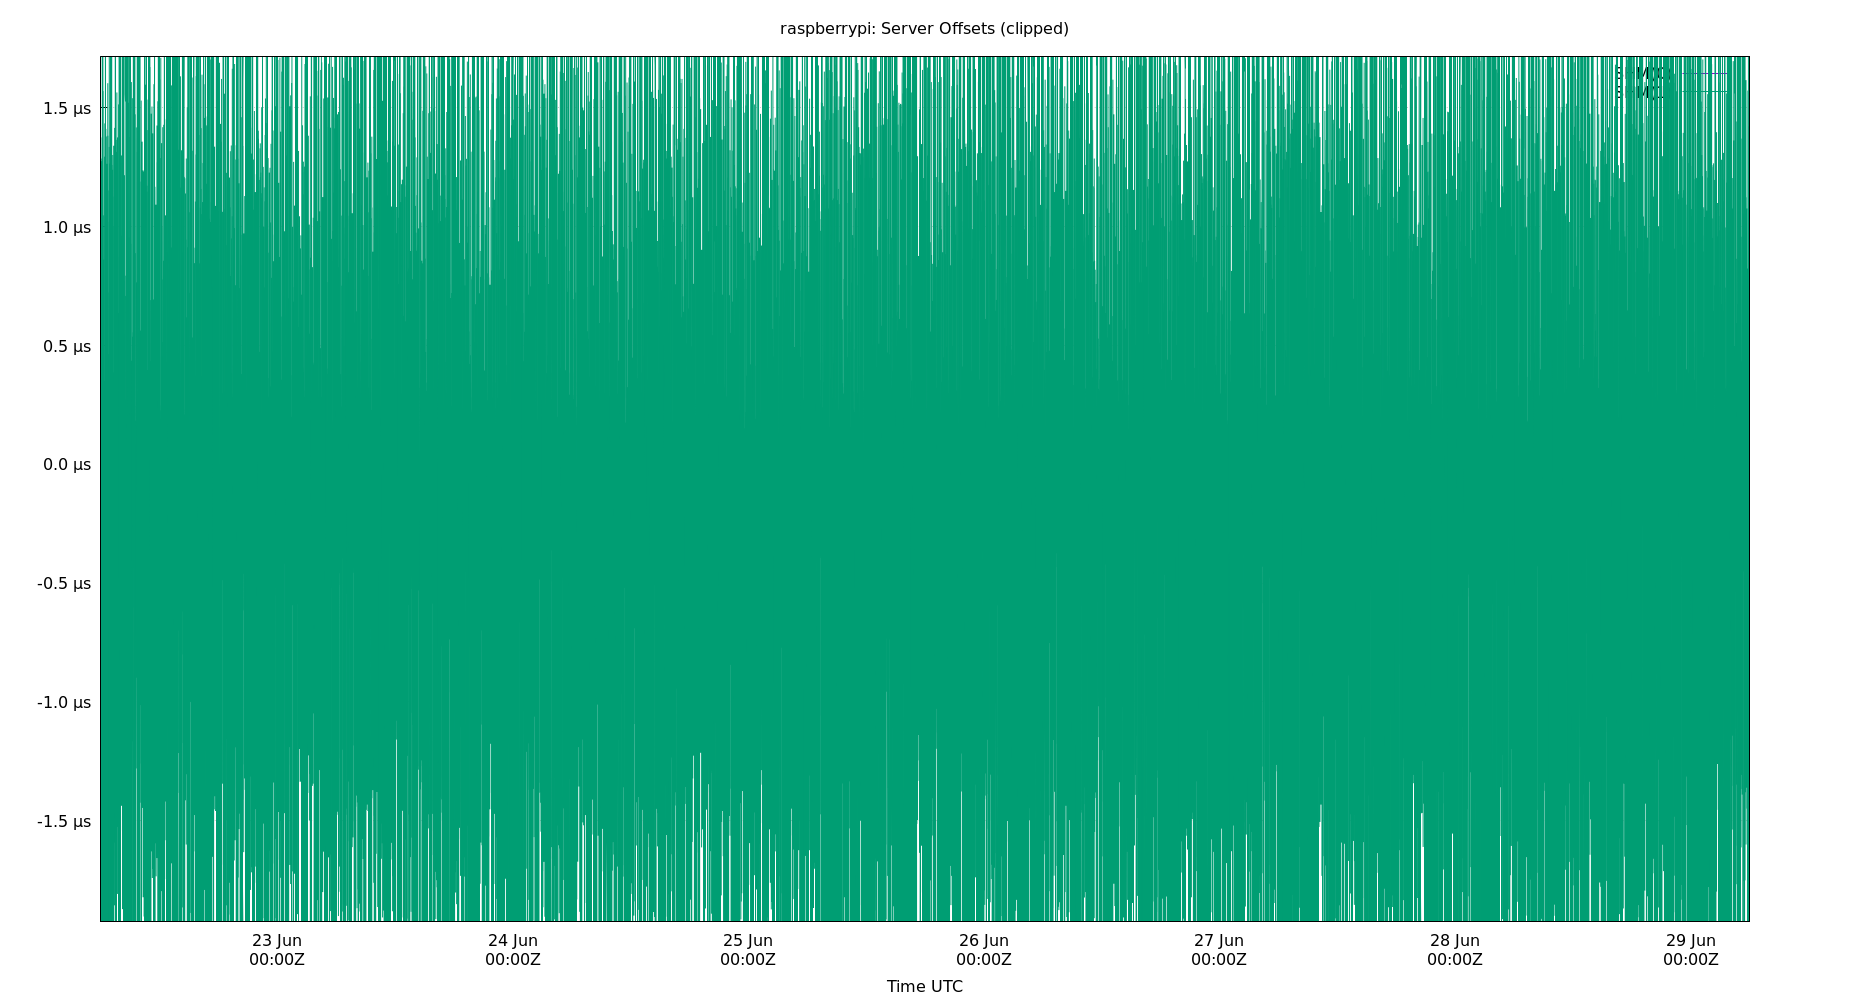 raspberrypi: Server Offsets (clipped)
1.5 µs
1.0 µs
0.5 µs
0.0 µs
-0.5 µs
-1.0 µs
-1.5 µs
23 Jun
00:00Z
24 Jun
00:00Z
25 Jun
00:00Z
26 Jun
00:00Z
27 Jun
00:00Z
28 Jun
00:00Z
29 Jun
00:00Z
Time UTC